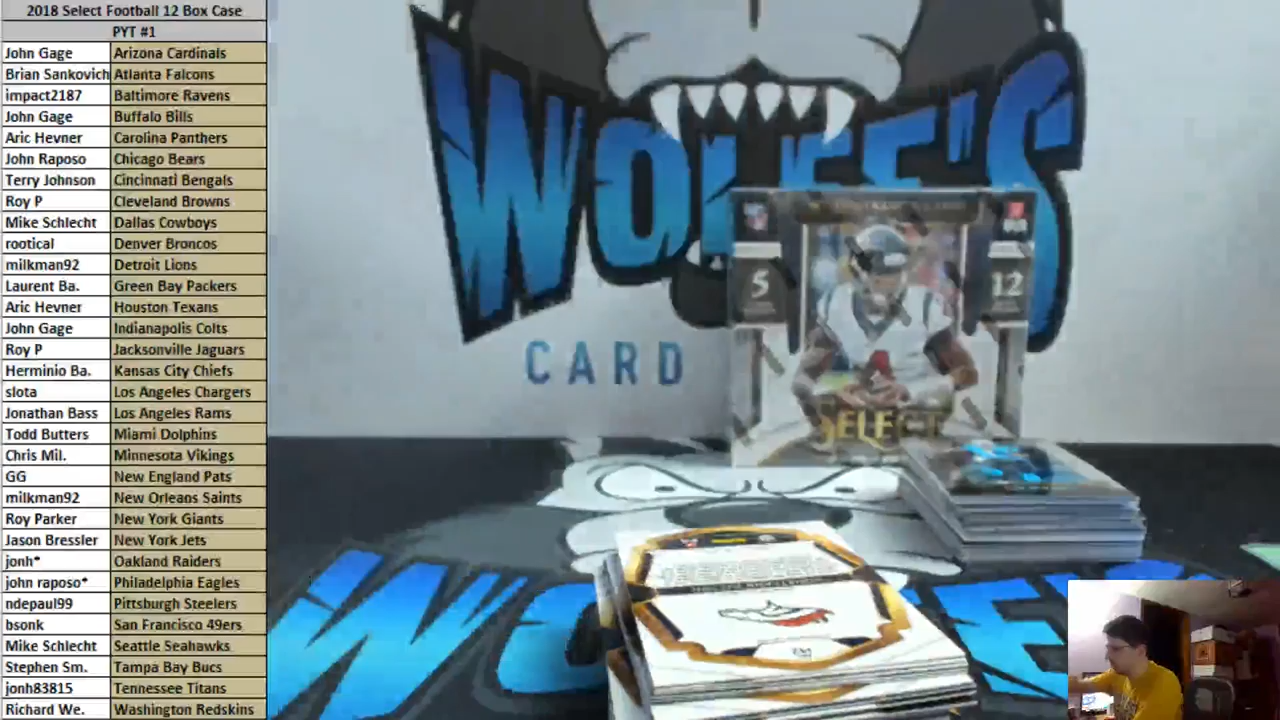 2018 Select Football 12 Box Case
PYT #1
John Gage Arizona Cardinals
Brian Sankovich Atlanta Falcons
impact2187 Baltimore Ravens
John Gage Buffalo Bills
Aric Hevner Carolina Panthers
John Raposo Chicago Bears
Terry Johnson Cincinnati Bengals
Roy P Cleveland Browns
Mike Schlecht Dallas Cowboys
rootical Denver Broncos
milkman92 Detroit Lions
Laurent Ba. Green Bay Packers
Aric Hevner Houston Texans
John Gage Indianapolis Colts
Roy P Jacksonville Jaguars
Herminio Ba. Kansas City Chiefs
slota Los Angeles Chargers
Jonathan Bass Los Angeles Rams
Todd Butters Miami Dolphins
Chris Mil. Minnesota Vikings
GG New England Pats
milkman92 New Orleans Saints
Roy Parker New York Giants
Jason Bressler New York Jets
jonh* Oakland Raiders
john raposo* Philadelphia Eagles
ndepaul99 Pittsburgh Steelers
bsonk San Francisco 49ers
Mike Schlecht Seattle Seahawks
Stephen Sm. Tampa Bay Bucs
jonh83815 Tennessee Titans
Richard We. Washington Redskins
WOLFE'S
CARD
5
12
SELECT